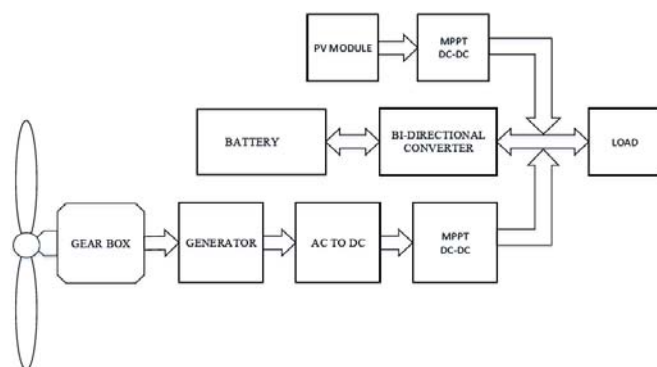 PV MODULE
MPPT
DC-DC
BATTERY
BI-DIRECTIONAL
CONVERTER
LOAD
GEAR BOX
GENERATOR
AC TO DC
MPPT
DC-DC